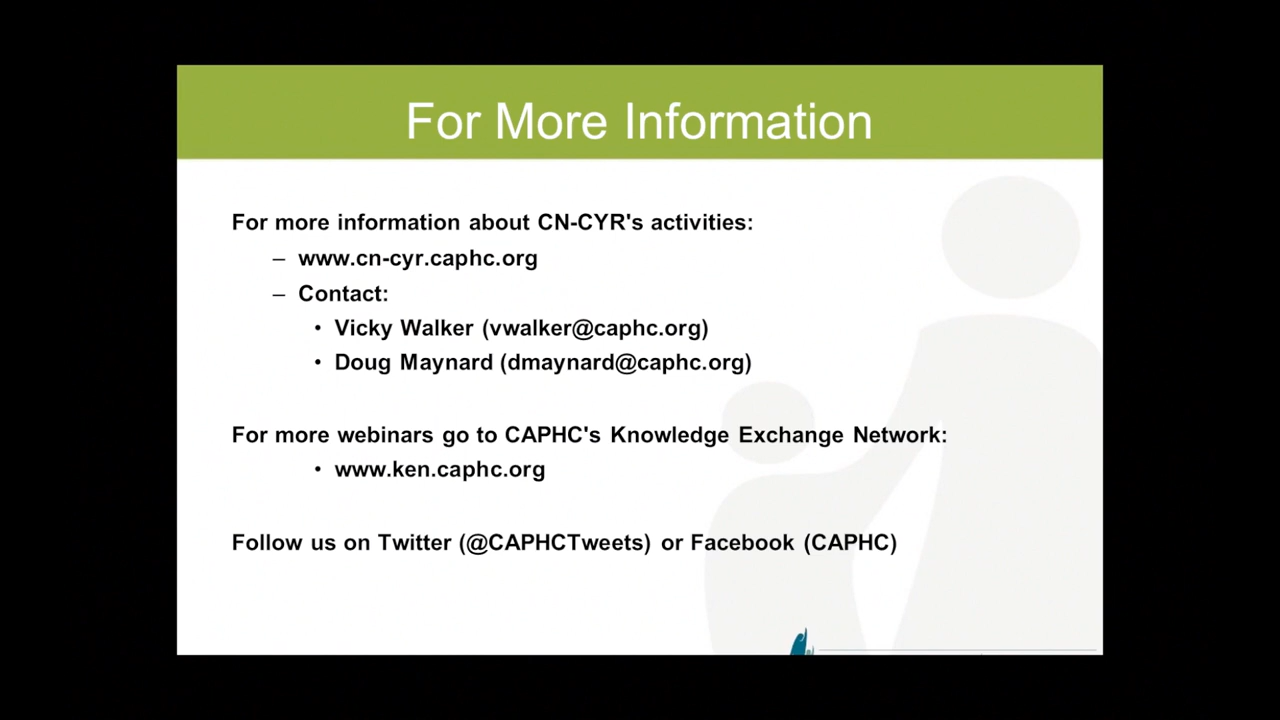 For More Information
For more information about CN-CYR's activities:
– www.cn-cyr.caphc.org
– Contact:
• Vicky Walker (vwalker@caphc.org)
• Doug Maynard (dmaynard@caphc.org)
For more webinars go to CAPHC's Knowledge Exchange Network:
• www.ken.caphc.org
Follow us on Twitter (@CAPHCTweets) or Facebook (CAPHC)